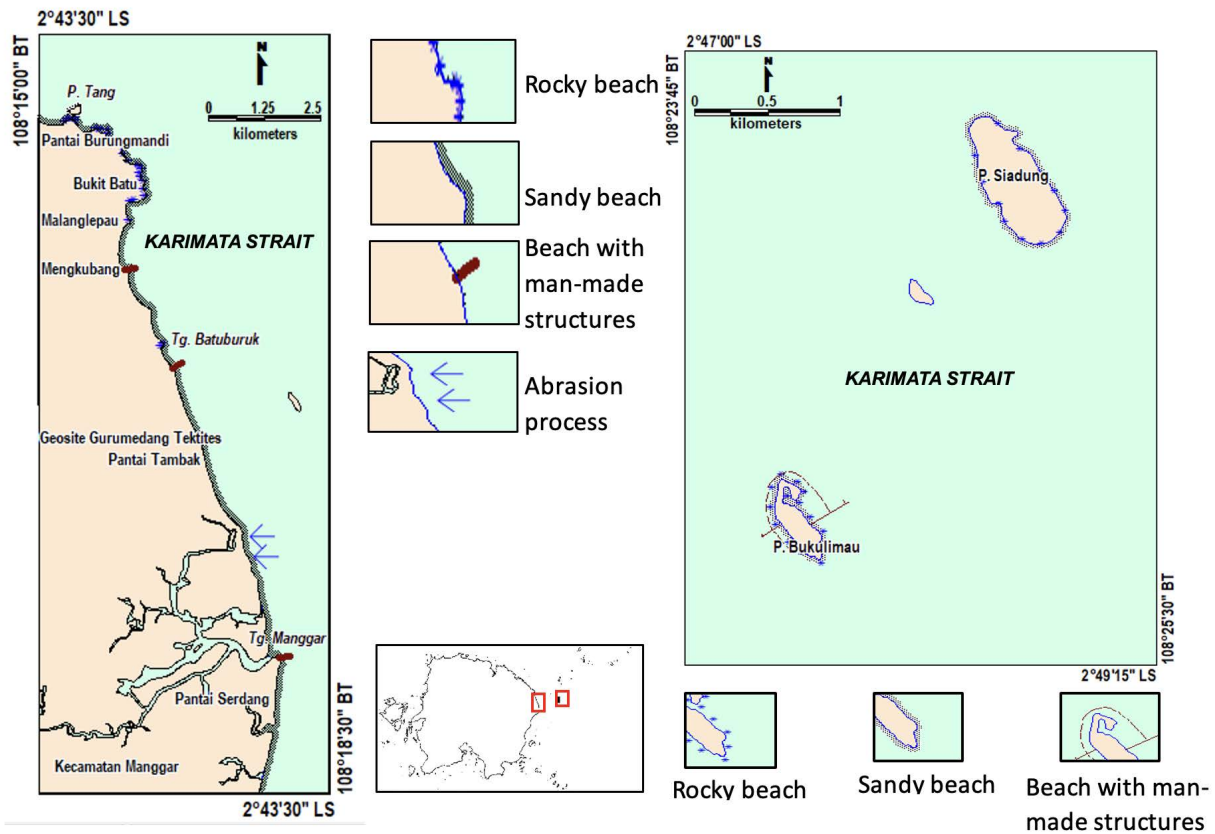 2°43'30" LS
108°15'00" BT
N
0 1.25 2.5
kilometers
P. Tang
Pantai Burungmandi
Bukit Batu
Malanglepau
KARIMATA STRAIT
Mengkubang
Tg. Batuburuk
Geosite Gurumedang Tektites
Pantai Tambak
Tg. Manggar
Pantai Serdang
Kecamatan Manggar
108°18'30" BT
2°43'30" LS
Rocky beach
Sandy beach
Beach with
man-made
structures
Abrasion
process
2°47'00" LS
108°23'45" BT
N
0 0.5 1
kilometers
P. Siadung
KARIMATA STRAIT
P. Bukulimau
108°25'30" BT
2°49'15" LS
Rocky beach
Sandy beach
Beach with man-
made structures